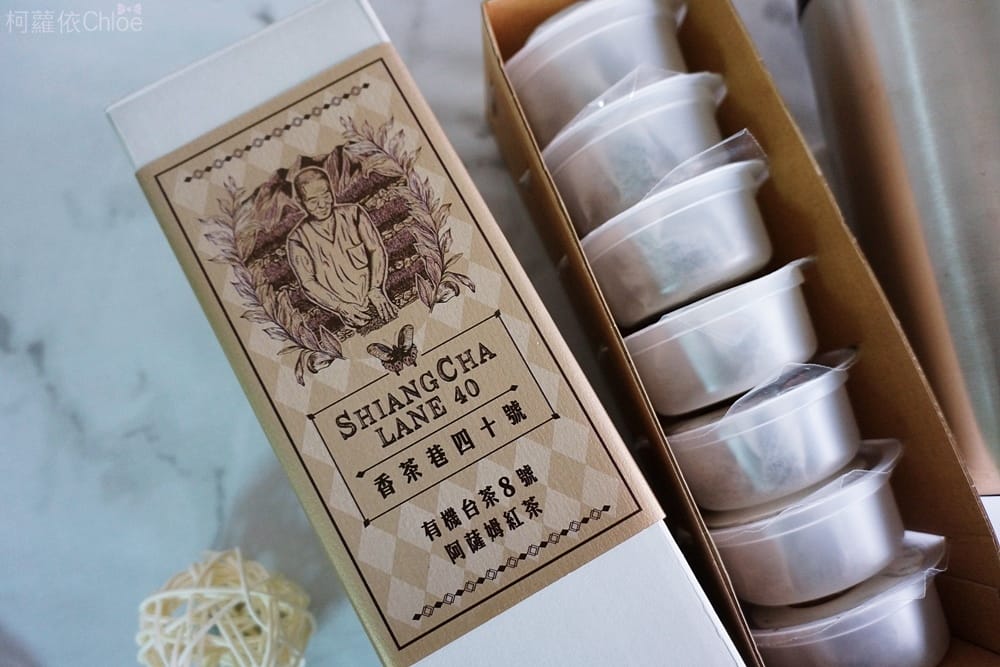 柯蘿依Chloe
SHIANGCHA
LANE 40
香茶巷四十號
有機台茶8號
阿薩姆紅茶